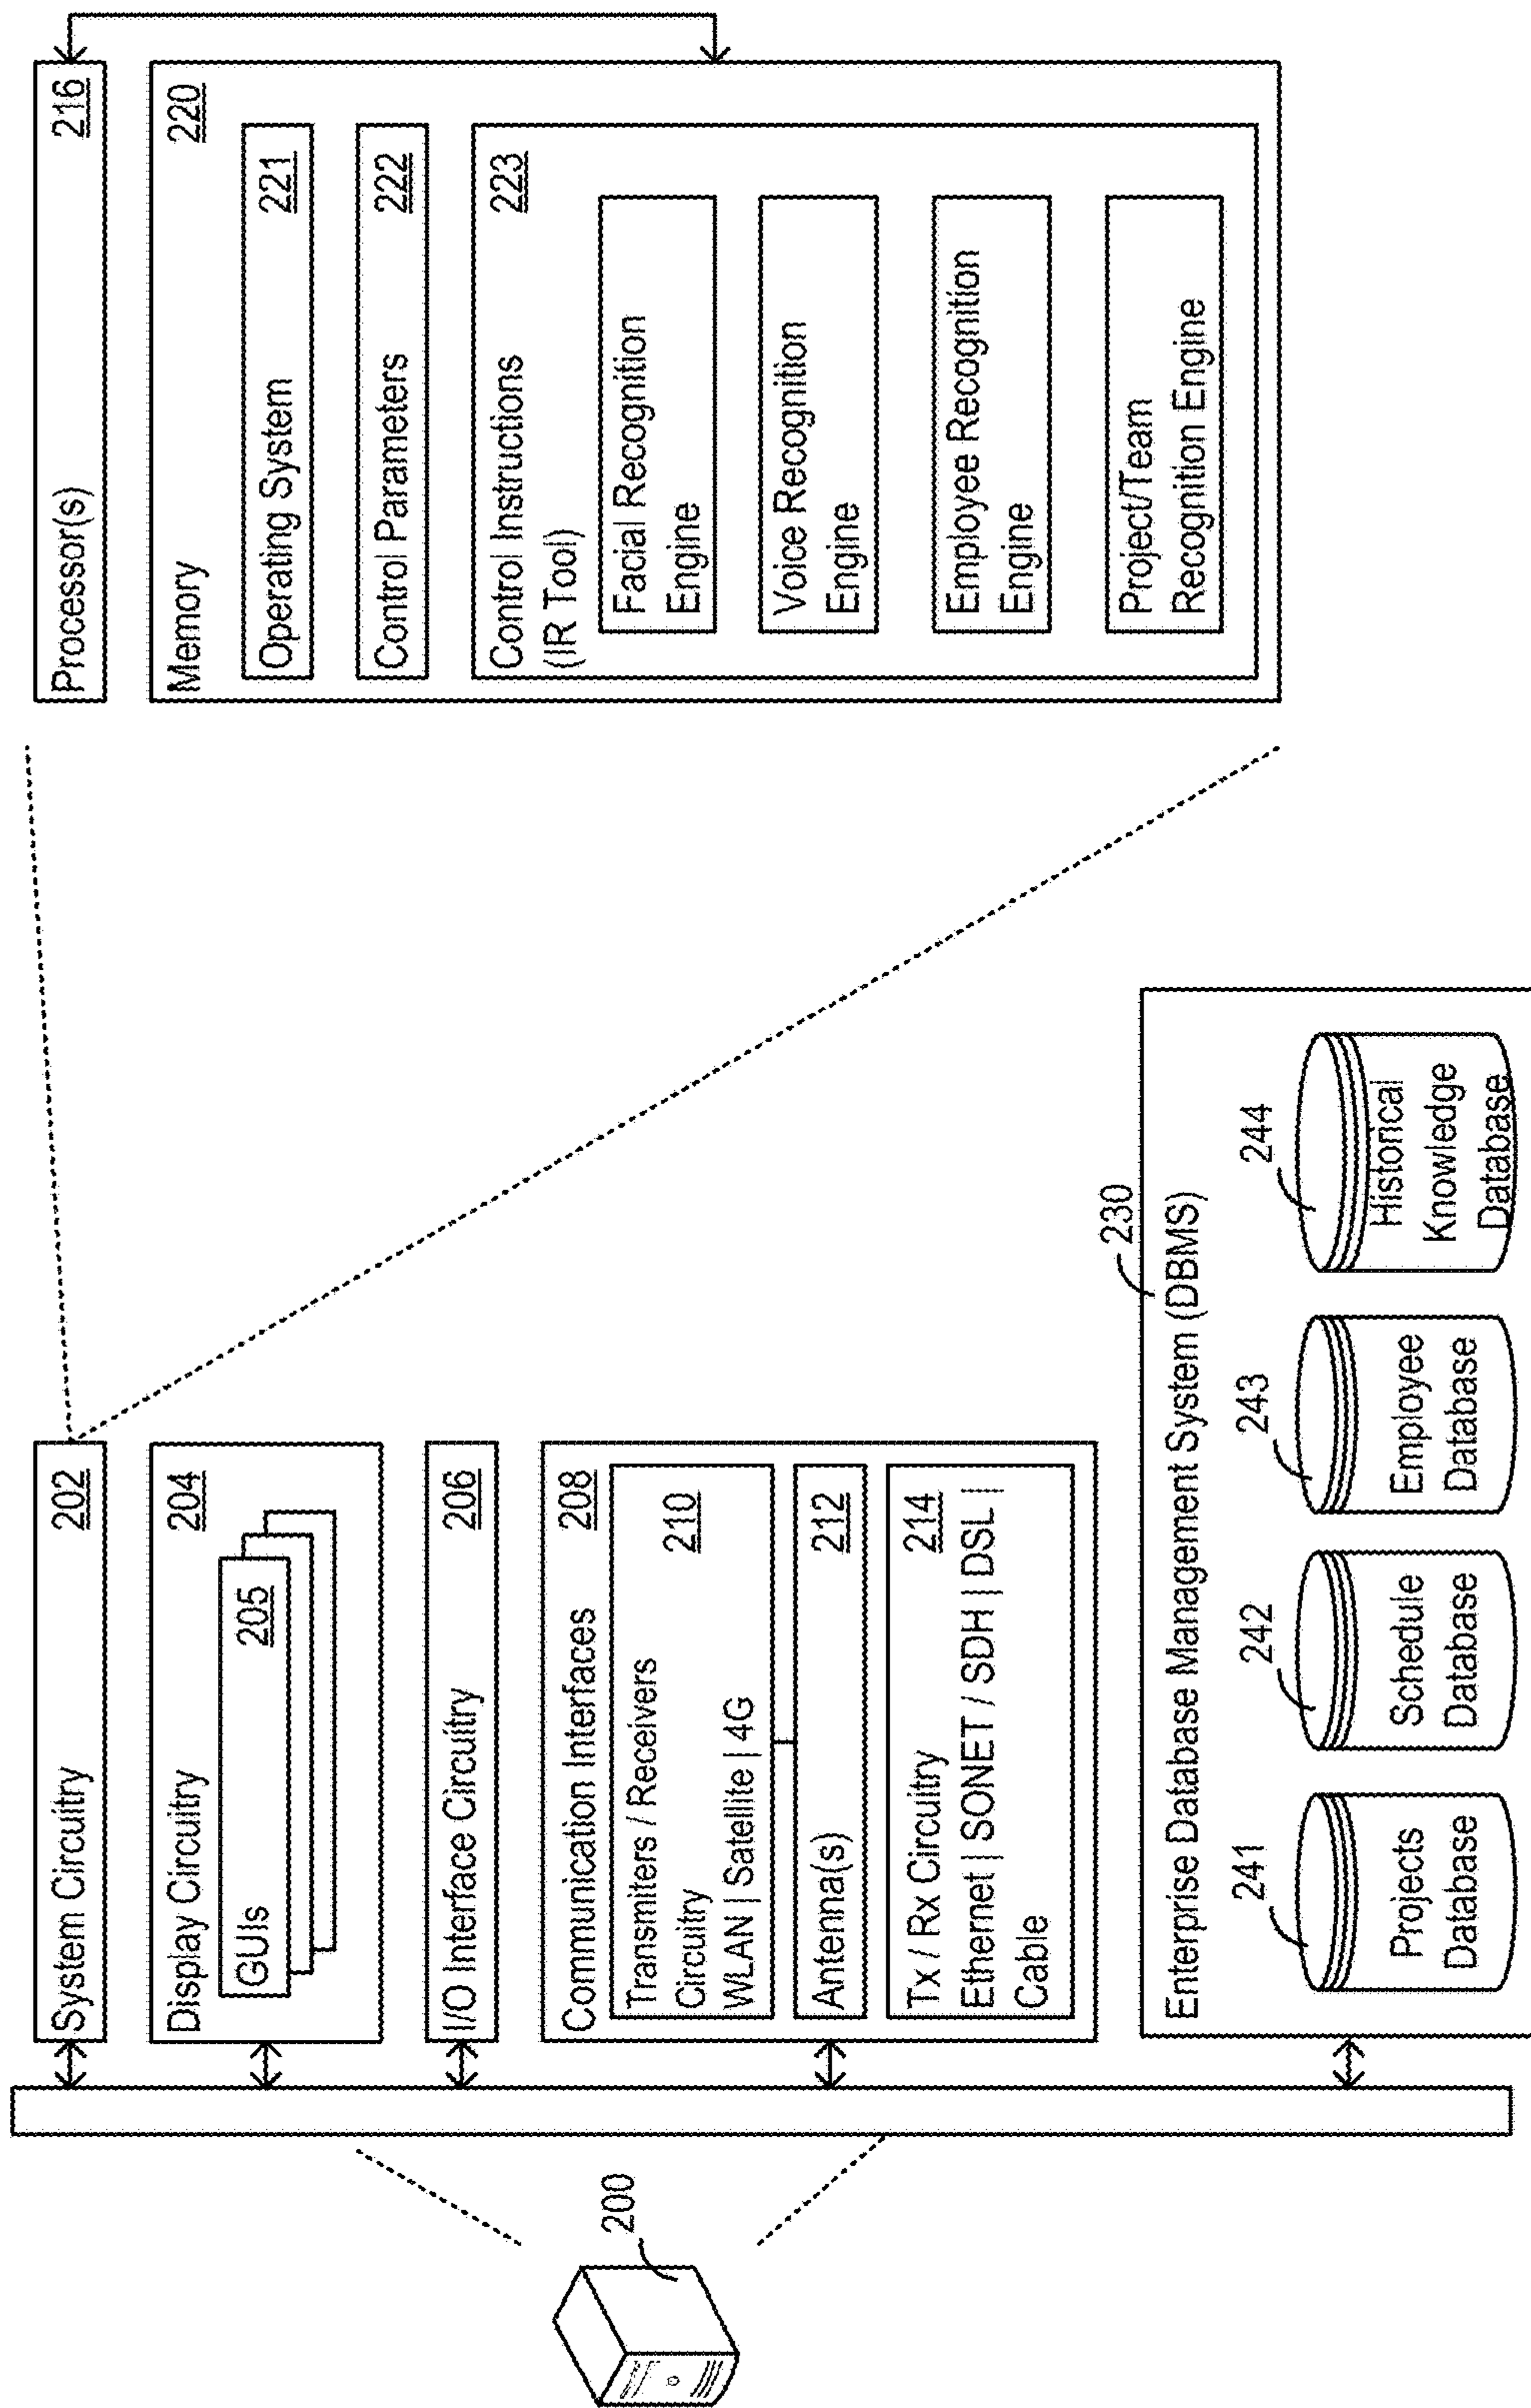 200
System Circuitry 202
Display Circuitry 204
GUIs 205
I/O Interface Circuitry 206
Communication Interfaces 208
Transmiters / Receivers
Circuitry 210
WLAN | Satellite | 4G
Antenna(s) 212
Tx / Rx Circuitry 214
Ethernet | SONET / SDH | DSL |
Cable
230
Enterprise Database Management System (DBMS)
241
Projects
Database
242
Schedule
Database
243
Employee
Database
244
Historical
Knowledge
Database
Processor(s) 216
Memory 220
Operating System 221
Control Parameters 222
Control Instructions 223
(IR Tool)
Facial Recognition
Engine
Voice Recognition
Engine
Employee Recognition
Engine
Project/Team
Recognition Engine